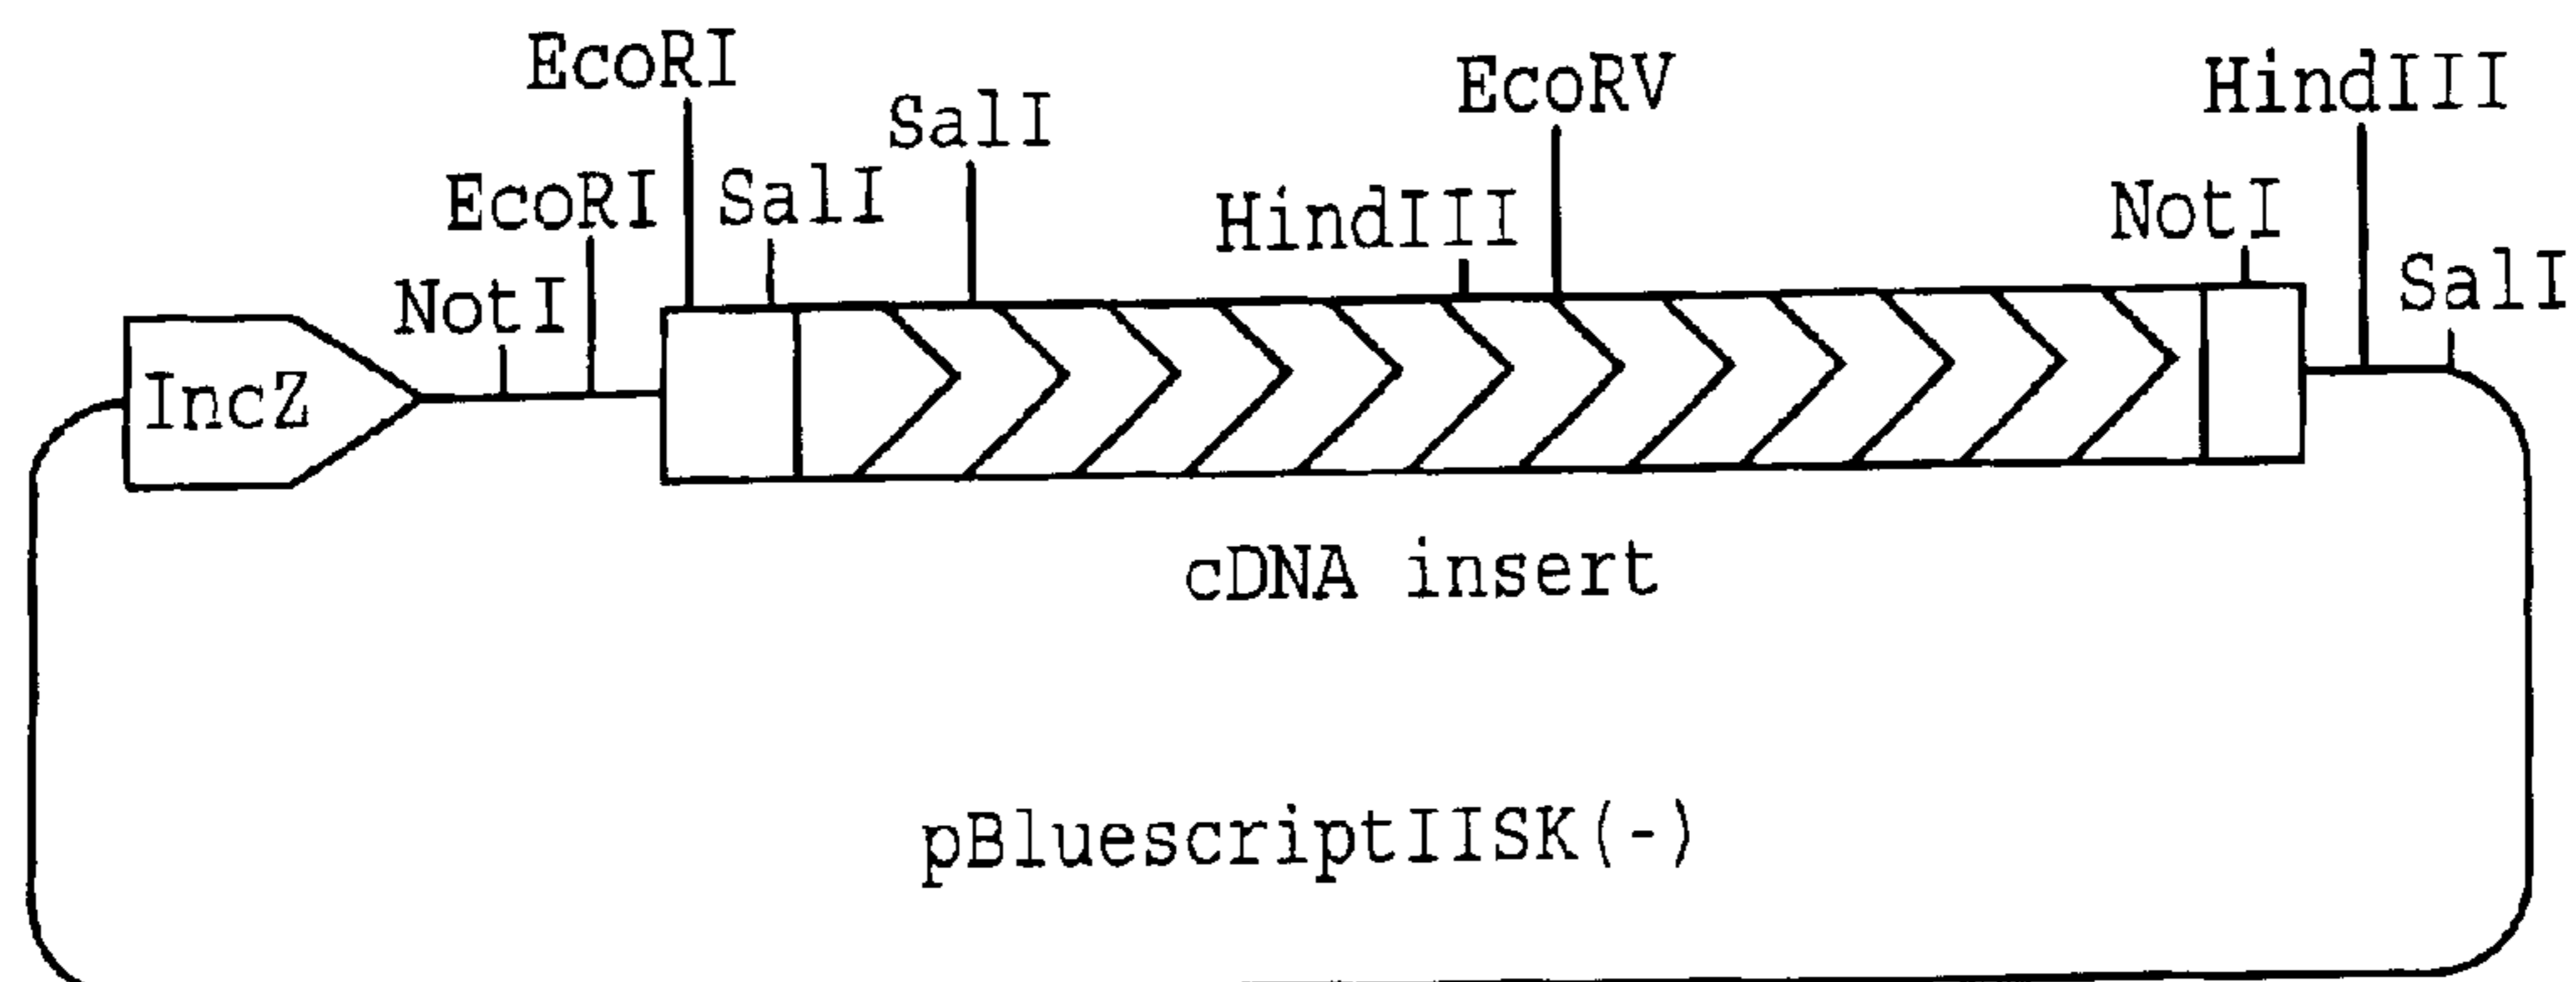 EcoRI
EcoRV
HindIII
SalI
EcoRI
SalI
HindIII
NotI
NotI
SalI
IncZ
cDNA insert
pBluescriptIISK(-)